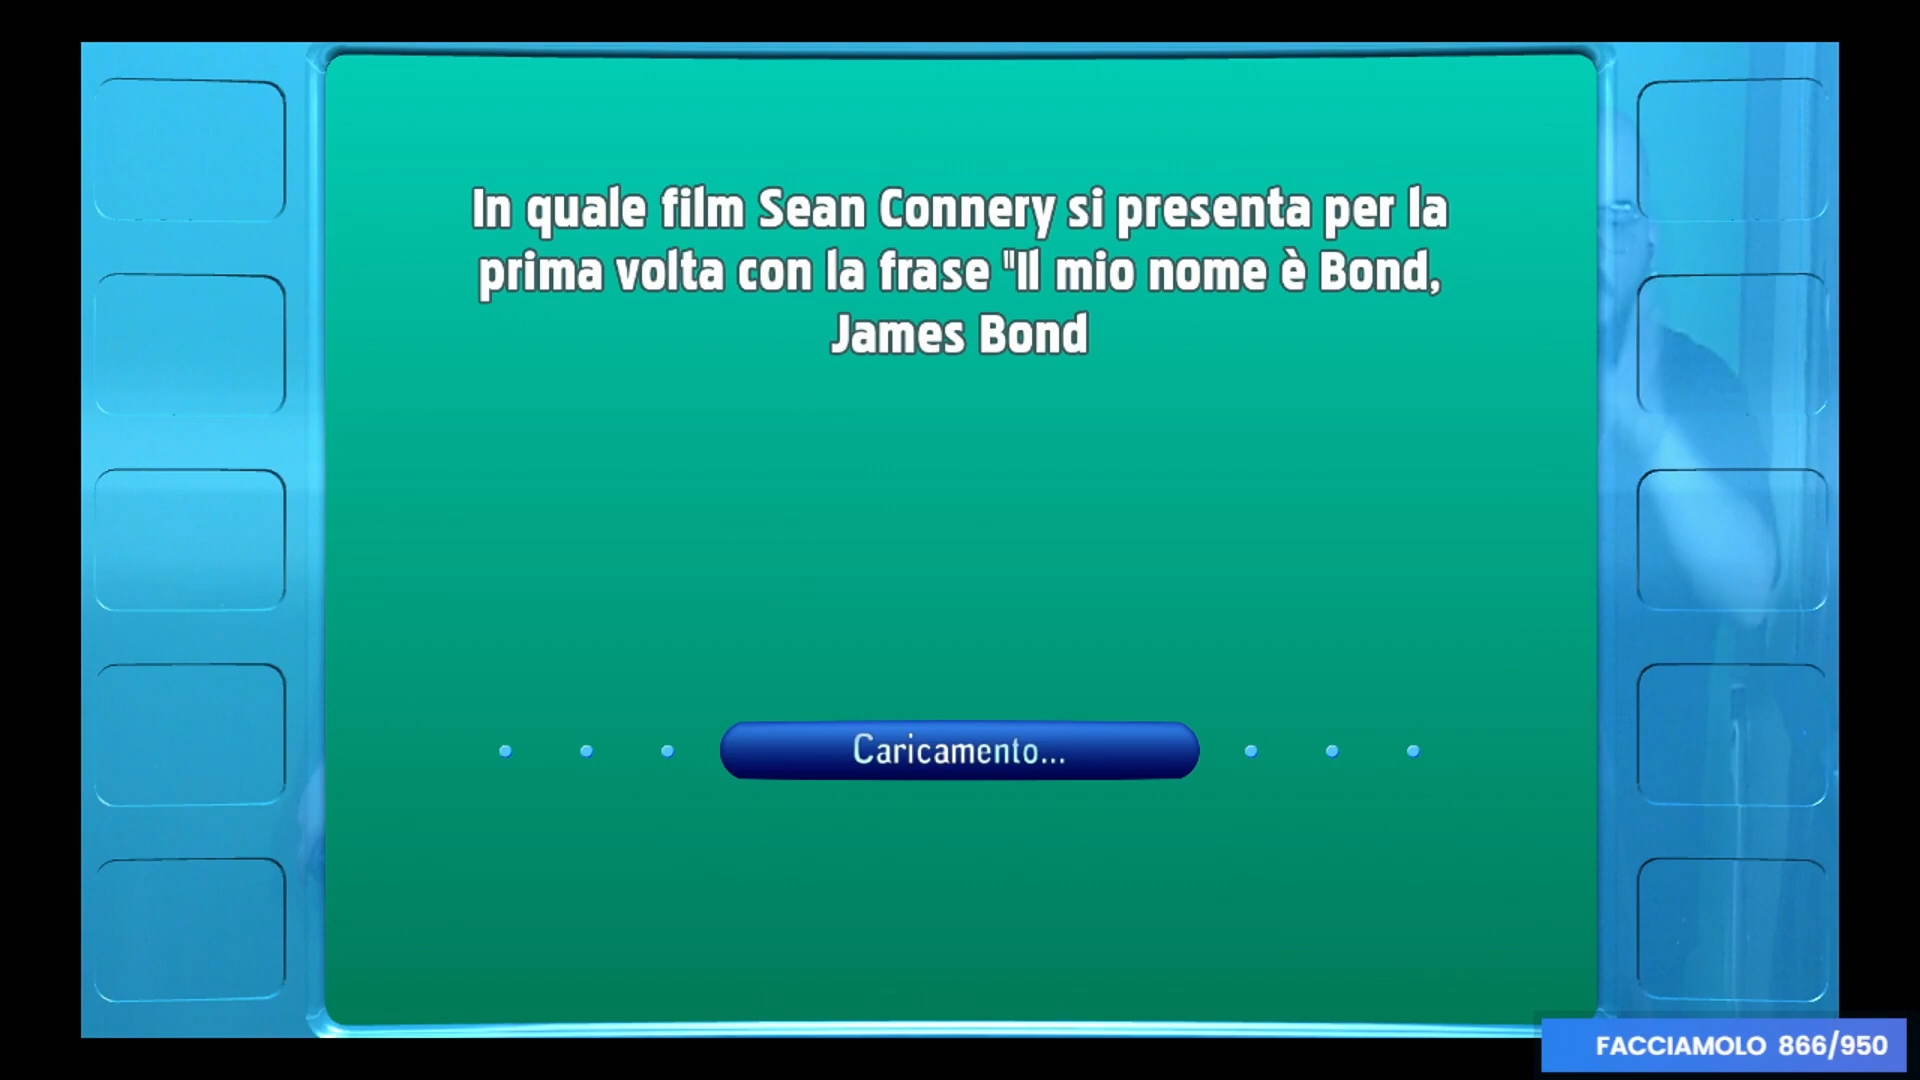 In quale film Sean Connery si presenta per la
prima volta con la frase "Il mio nome è Bond,
James Bond
Caricamento...
FACCIAMOLO 866/950